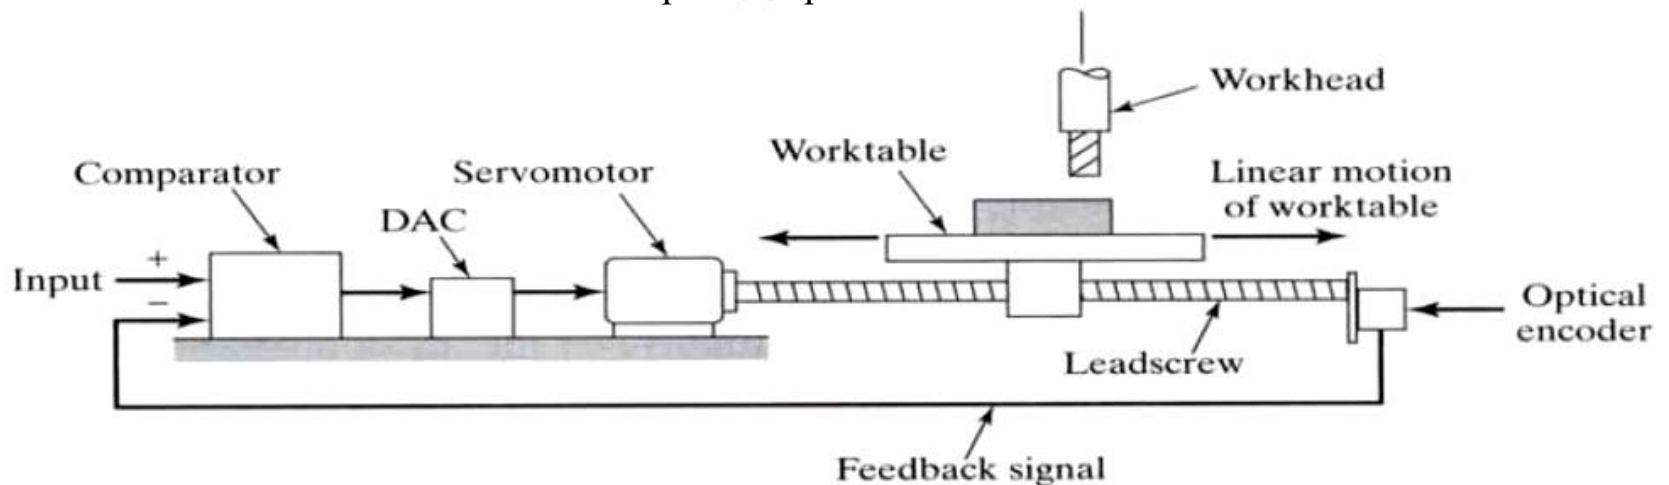 Workhead
Worktable
Comparator
Servomotor
Linear motion
of worktable
DAC
+
Input
−
Optical
encoder
Leadscrew
Feedback signal